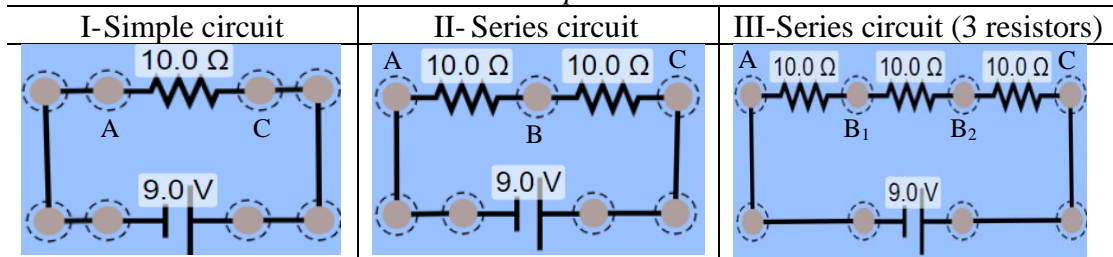 I-Simple circuit
II- Series circuit
III-Series circuit (3 resistors)
10.0 Ω
A
C
9.0 V
A
10.0 Ω
10.0 Ω
C
B
9.0 V
A
10.0 Ω
10.0 Ω
10.0 Ω
C
B₁
B₂
9.0 V